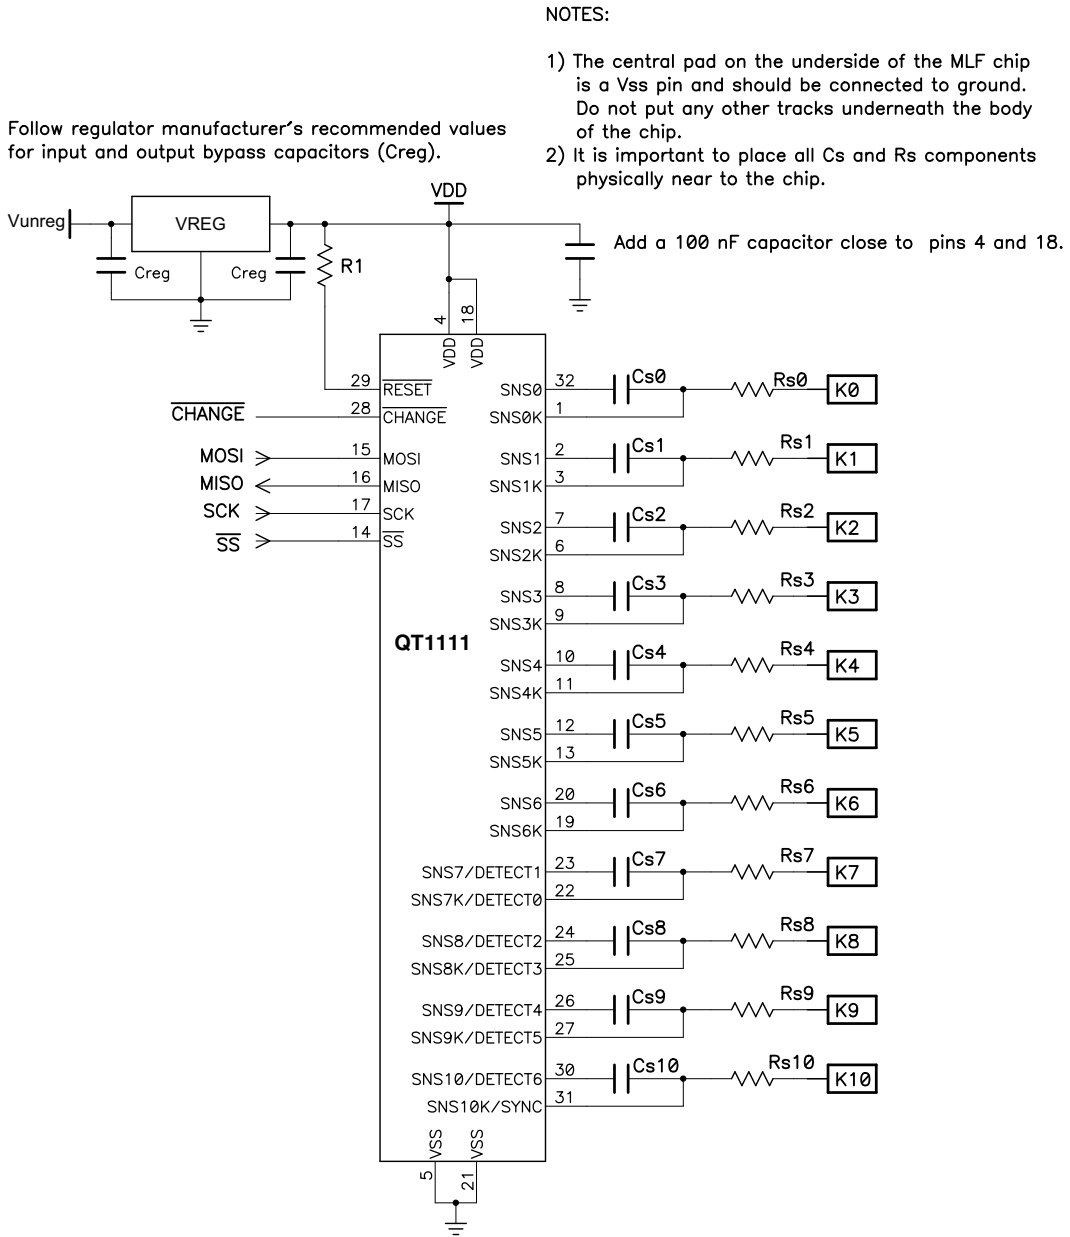 NOTES:
1) The central pad on the underside of the MLF chip
is a Vss pin and should be connected to ground.
Do not put any other tracks underneath the body
of the chip.
2) It is important to place all Cs and Rs components
physically near to the chip.
Follow regulator manufacturer's recommended values
for input and output bypass capacitors (Creg).
VDD
Vunreg
VREG
Add a 100 nF capacitor close to pins 4 and 18.
Creg
Creg
R1
4
18
VDD
VDD
29
RESET
28
CHANGE
CHANGE
MOSI
15
MOSI
MISO
16
MISO
SCK
17
SCK
SS
14
SS
QT1111
SNS0
32
Cs0
Rs0
K0
SNS0K
1
SNS1
2
Cs1
Rs1
K1
SNS1K
3
SNS2
7
Cs2
Rs2
K2
SNS2K
6
SNS3
8
Cs3
Rs3
K3
SNS3K
9
SNS4
10
Cs4
Rs4
K4
SNS4K
11
SNS5
12
Cs5
Rs5
K5
SNS5K
13
SNS6
20
Cs6
Rs6
K6
SNS6K
19
SNS7/DETECT1
23
Cs7
Rs7
K7
SNS7K/DETECT0
22
SNS8/DETECT2
24
Cs8
Rs8
K8
SNS8K/DETECT3
25
SNS9/DETECT4
26
Cs9
Rs9
K9
SNS9K/DETECT5
27
SNS10/DETECT6
30
Cs10
Rs10
K10
SNS10K/SYNC
31
VSS
VSS
5
21